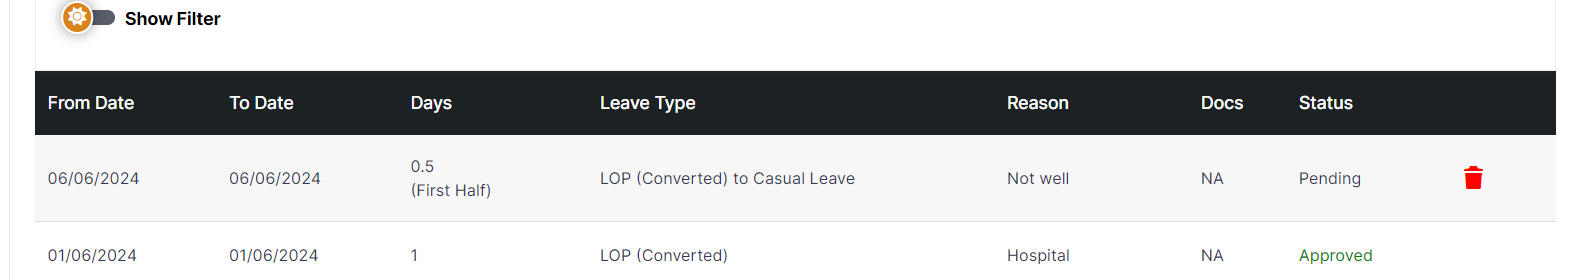 Show Filter
From Date To Date Days Leave Type Reason Docs Status
06/06/2024 06/06/2024 0.5 (First Half) LOP (Converted) to Casual Leave Not well NA Pending
01/06/2024 01/06/2024 1 LOP (Converted) Hospital NA Approved